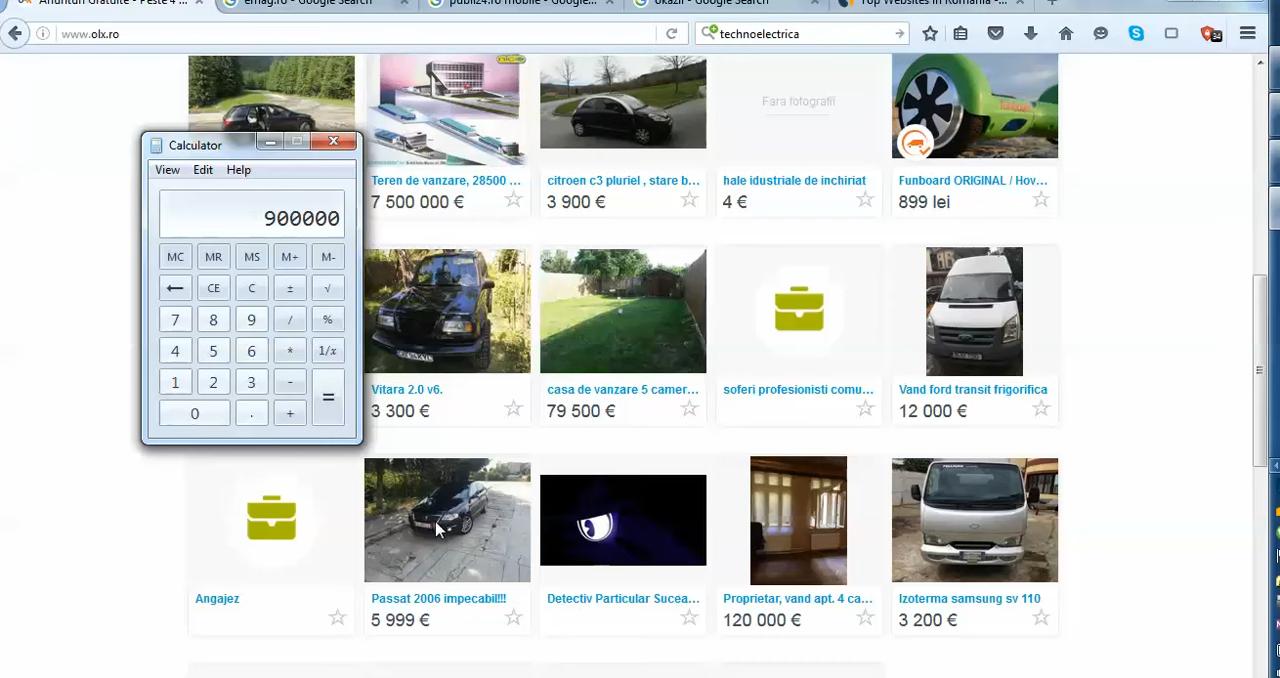 Anunturi Gratuite - Peste 4 ...
emag.ro - Google Search
publi24.ro mobile - Google...
okazii - Google Search
Top Websites in Romania -...
www.olx.ro
technoelectrica
34
Fara fotografii
Teren de vanzare, 28500 ...
7 500 000 €
citroen c3 pluriel , stare b...
3 900 €
hale idustriale de inchiriat
4 €
Funboard ORIGINAL / Hov...
899 lei
Calculator
View Edit Help
900000
MC MR MS M+ M-
← CE C ± √
7 8 9 / %
4 5 6 * 1/x
1 2 3 - =
0 . +
Vitara 2.0 v6.
3 300 €
casa de vanzare 5 camer...
79 500 €
soferi profesionisti comu...
Vand ford transit frigorifica
12 000 €
Angajez
Passat 2006 impecabil!!!
5 999 €
Detectiv Particular Sucea...
Proprietar, vand apt. 4 ca...
120 000 €
Izoterma samsung sv 110
3 200 €